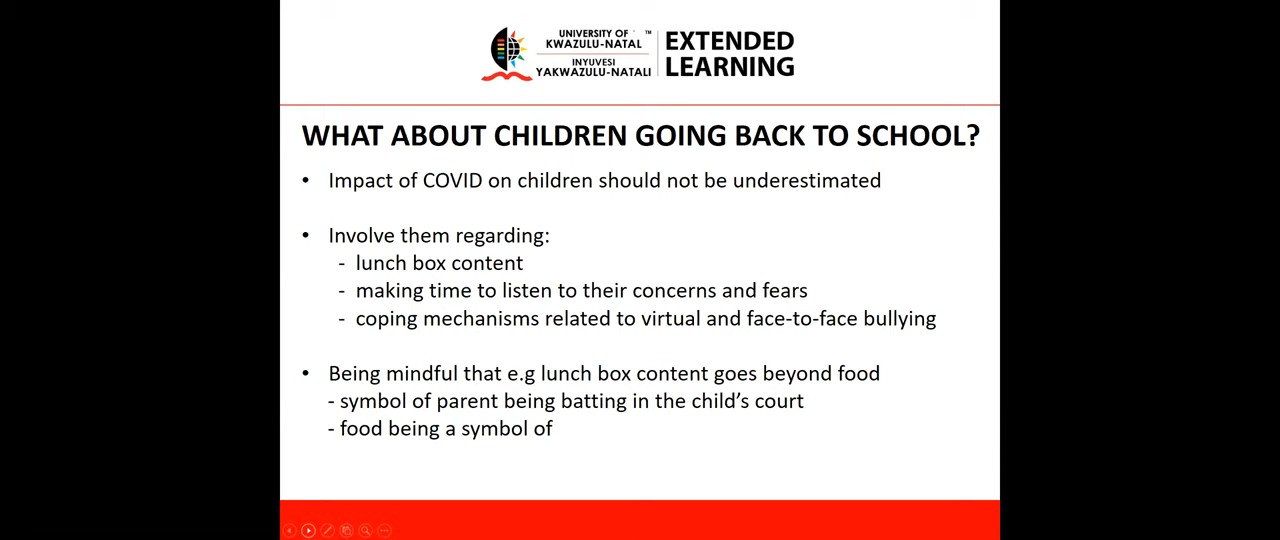 UNIVERSITY OF ™
KWAZULU-NATAL
INYUVESI
YAKWAZULU-NATALI
EXTENDED
LEARNING
WHAT ABOUT CHILDREN GOING BACK TO SCHOOL?
• Impact of COVID on children should not be underestimated
• Involve them regarding:
- lunch box content
- making time to listen to their concerns and fears
- coping mechanisms related to virtual and face-to-face bullying
• Being mindful that e.g lunch box content goes beyond food
- symbol of parent being batting in the child's court
- food being a symbol of